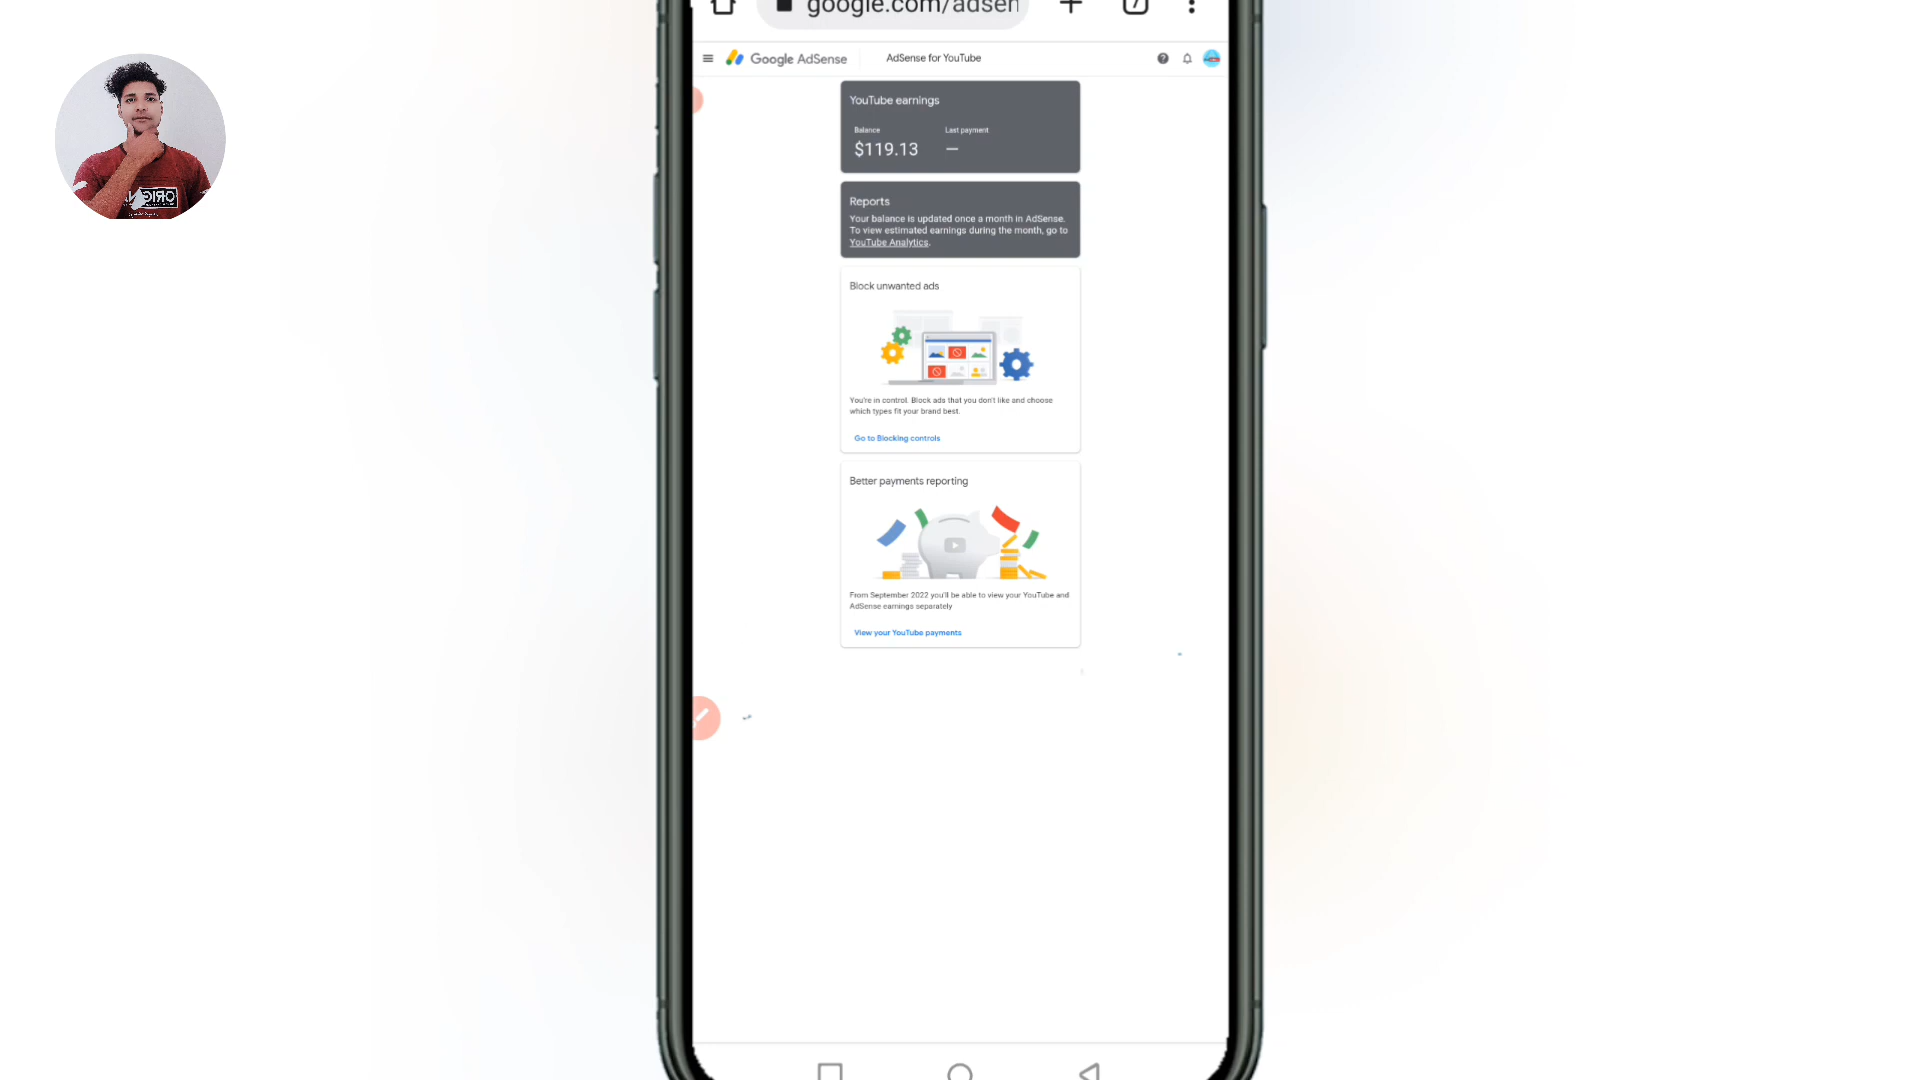 google.com/adsen
7
Google AdSense
AdSense for YouTube
YouTube earnings
Balance
Last payment
$119.13
—
Reports
Your balance is updated once a month in AdSense.
To view estimated earnings during the month, go to
YouTube Analytics.
Block unwanted ads
You're in control. Block ads that you don't like and choose
which types fit your brand best.
Go to Blocking controls
Better payments reporting
From September 2022 you'll be able to view your YouTube and
AdSense earnings separately
View your YouTube payments